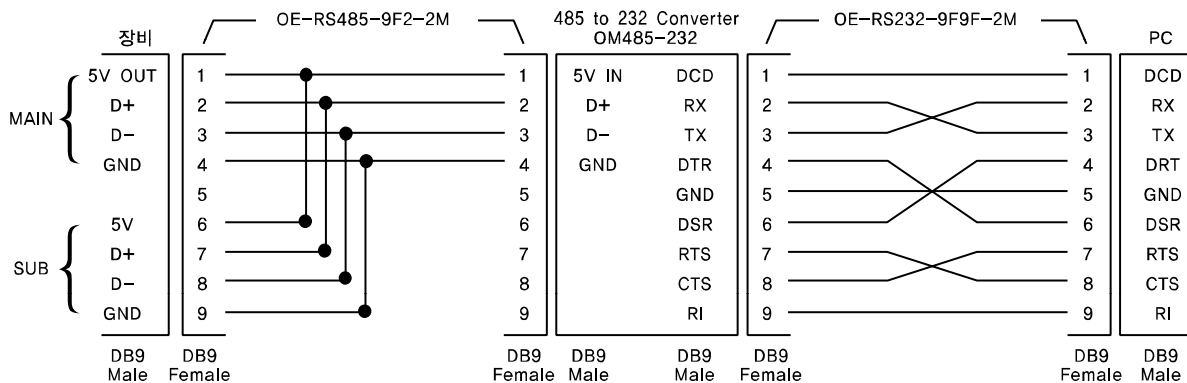 OE-RS485-9F2-2M 485 to 232 Converter OE-RS232-9F9F-2M
장비 OM485-232 PC
5V OUT 1 1 5V IN DCD 1 1 DCD
D+ 2 2 D+ RX 2 2 RX
MAIN
D- 3 3 D- TX 3 3 TX
GND 4 4 GND DTR 4 4 DRT
5 5 GND 5 5 GND
5V 6 6 DSR 6 6 DSR
D+ 7 7 RTS 7 7 RTS
SUB
D- 8 8 CTS 8 8 CTS
GND 9 9 RI 9 9 RI
DB9 DB9 DB9 DB9 DB9 DB9 DB9 DB9
Male Female Female Male Male Female Female Male